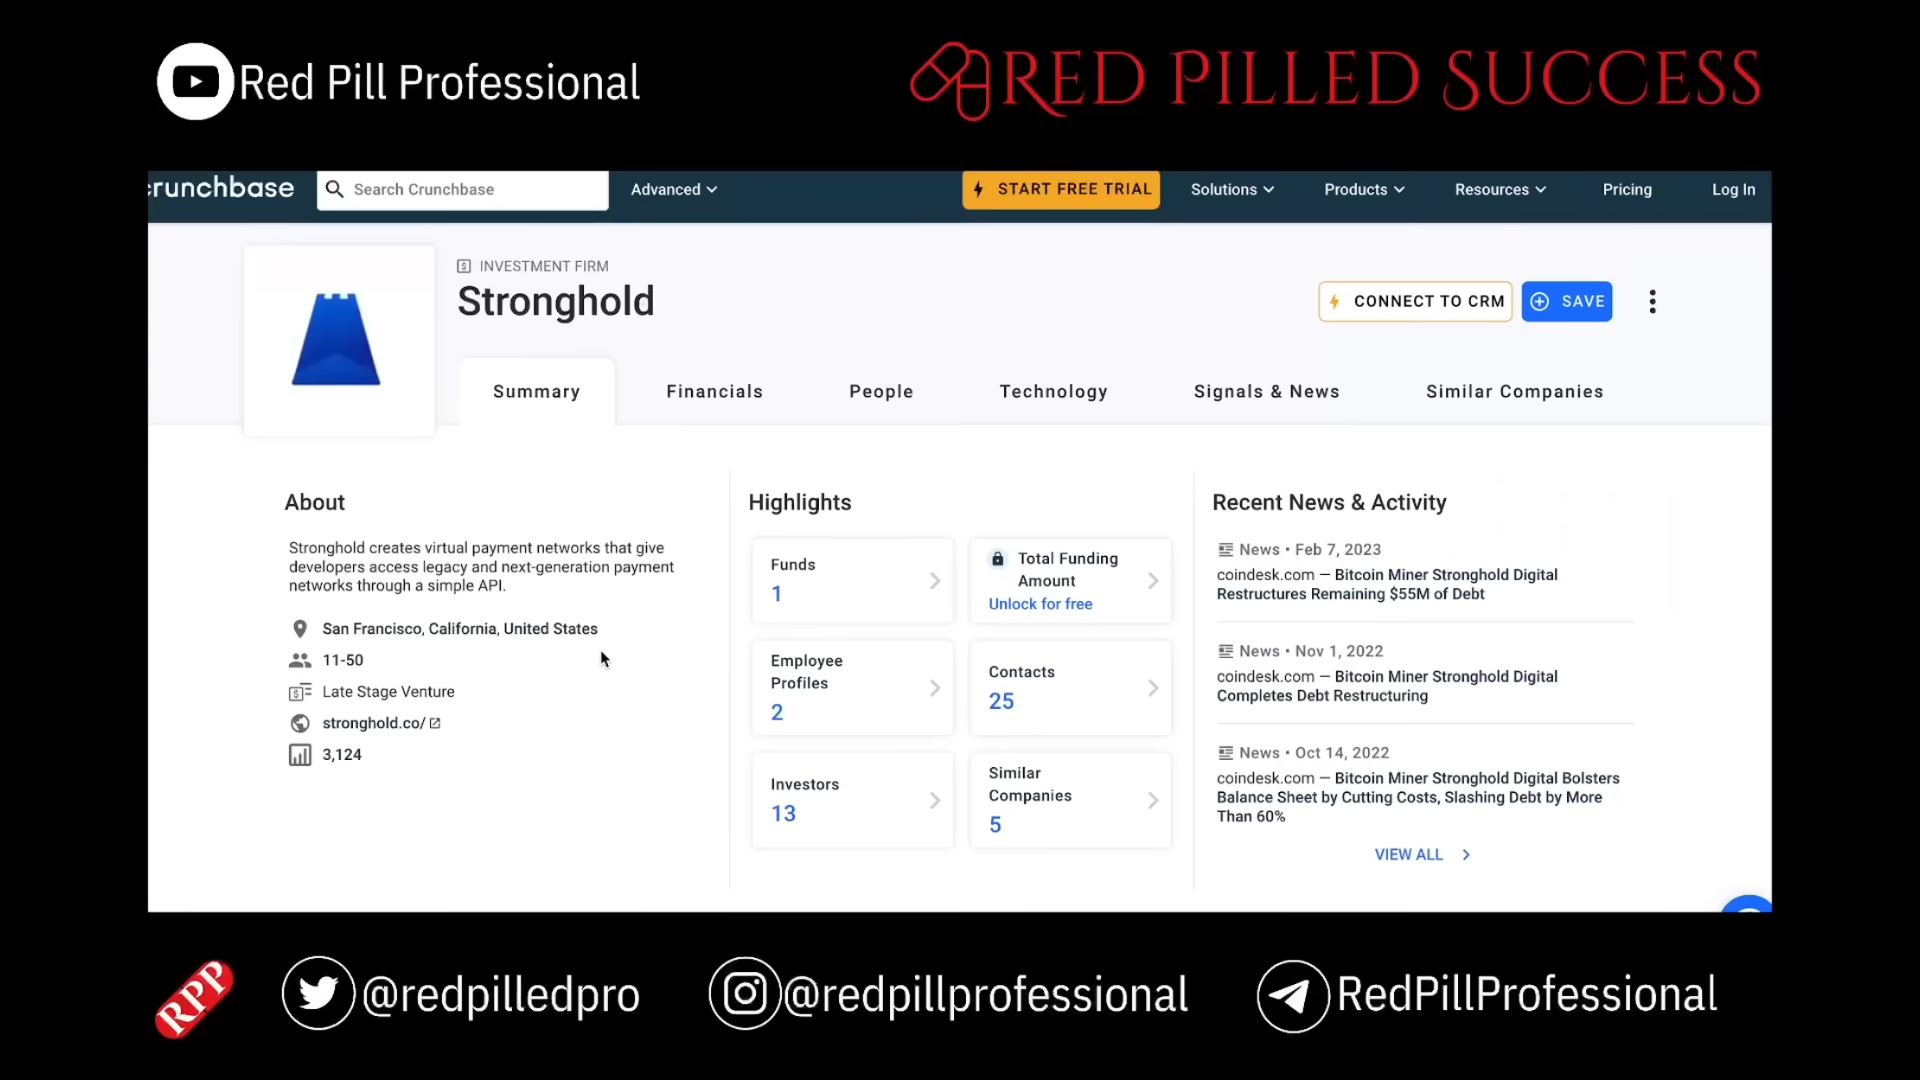 Red Pill Professional
RED PILLED SUCCESS
crunchbase
Search Crunchbase
Advanced
START FREE TRIAL
Solutions
Products
Resources
Pricing
Log In
INVESTMENT FIRM
Stronghold
CONNECT TO CRM
SAVE
Summary
Financials
People
Technology
Signals & News
Similar Companies
About
Stronghold creates virtual payment networks that give
developers access legacy and next-generation payment
networks through a simple API.
San Francisco, California, United States
11-50
Late Stage Venture
stronghold.co/
3,124
Highlights
Funds
1
Total Funding
Amount
Unlock for free
Employee
Profiles
2
Contacts
25
Investors
13
Similar
Companies
5
Recent News & Activity
News • Feb 7, 2023
coindesk.com — Bitcoin Miner Stronghold Digital
Restructures Remaining $55M of Debt
News • Nov 1, 2022
coindesk.com — Bitcoin Miner Stronghold Digital
Completes Debt Restructuring
News • Oct 14, 2022
coindesk.com — Bitcoin Miner Stronghold Digital Bolsters
Balance Sheet by Cutting Costs, Slashing Debt by More
Than 60%
VIEW ALL
RPP
@redpilledpro
@redpillprofessional
RedPillProfessional